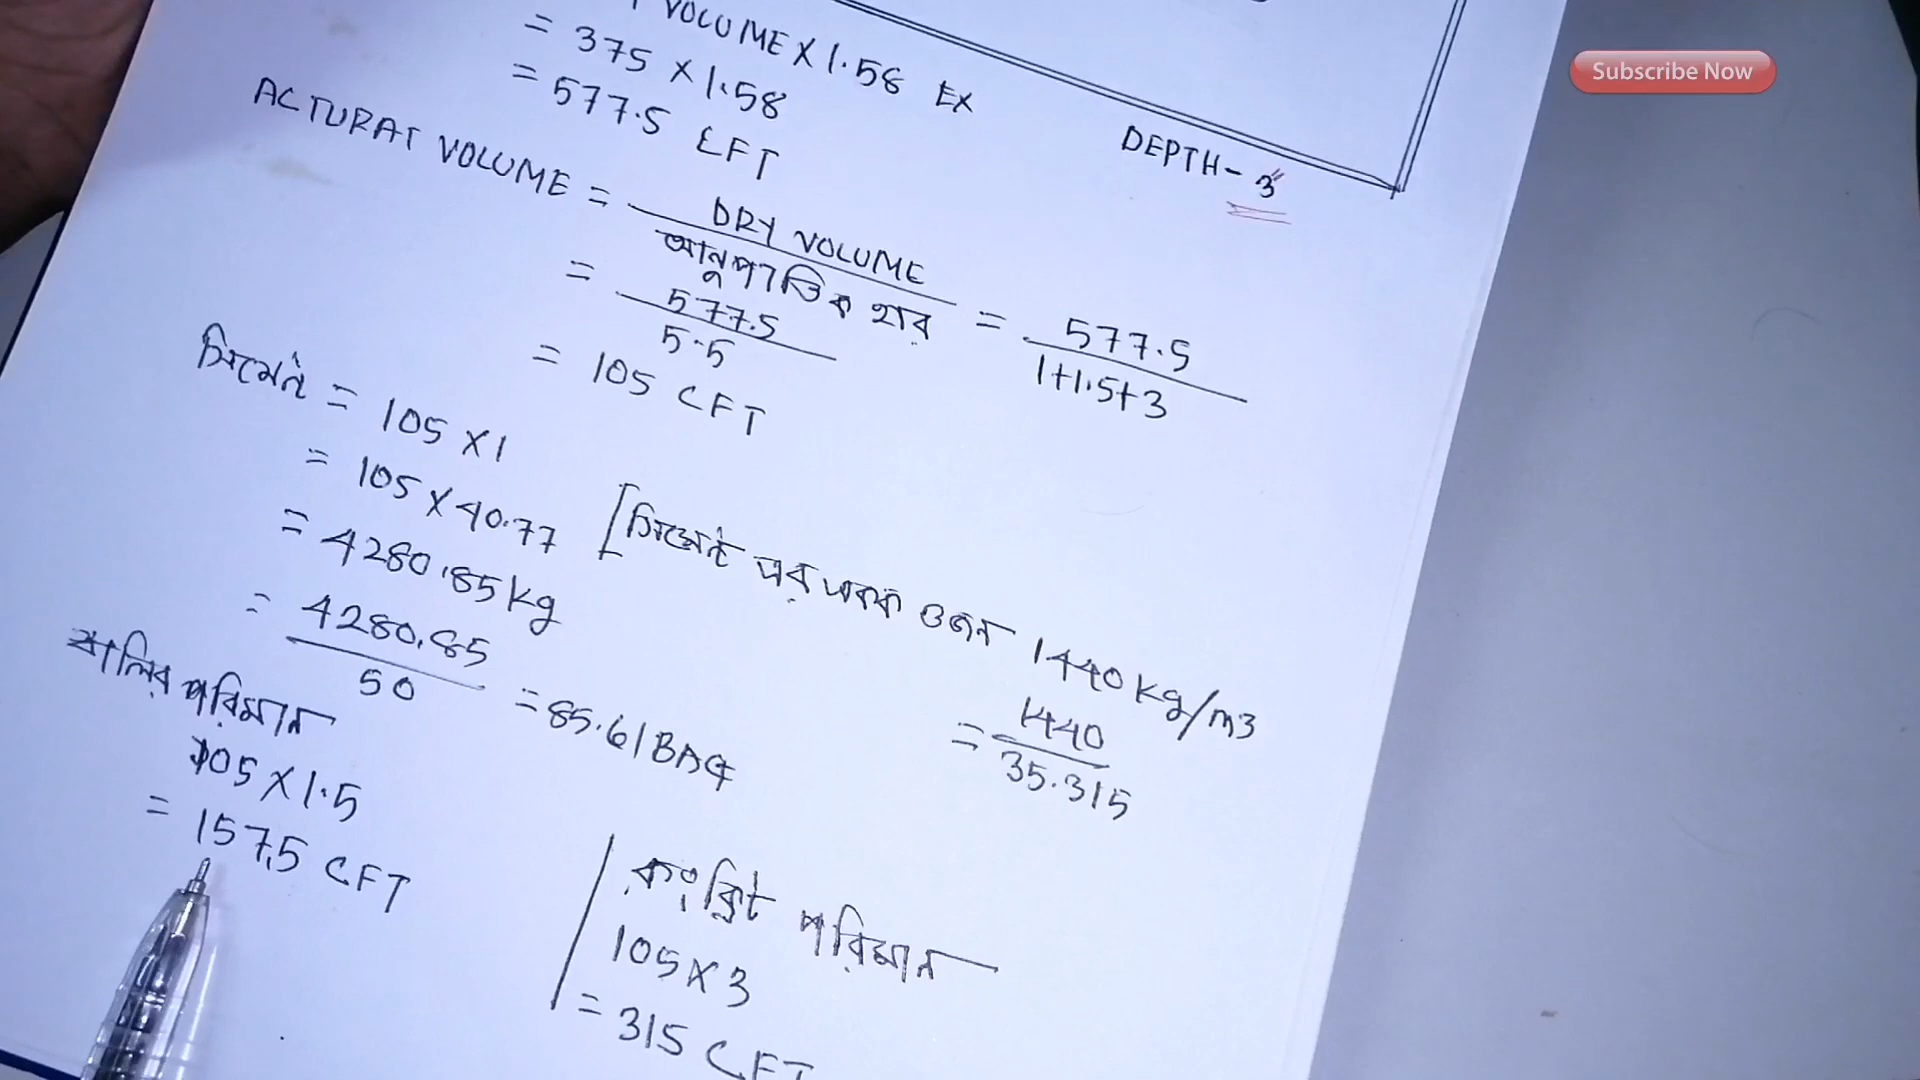 VOLUME X 1.58 EX
= 375 X 1.58
= 577.5 CFT
DEPTH - 3"
ACTURAT VOLUME = DRY VOLUME / আনুপাতিক হার = 577.5 / 1+1.5+3
= 577.5 / 5.5
= 105 CFT
সিমেন্ট = 105 X 1
= 105 X 40.77 [সিমেন্ট এর একক ওজন 1440 kg/m3
= 4280.85 kg
= 1440 / 35.315
= 4280.85 / 50 = 85.61 BAG
বালির পরিমান
105 X 1.5
= 157.5 CFT
কংক্রিট পরিমান
105 X 3
= 315 CFT
Subscribe Now